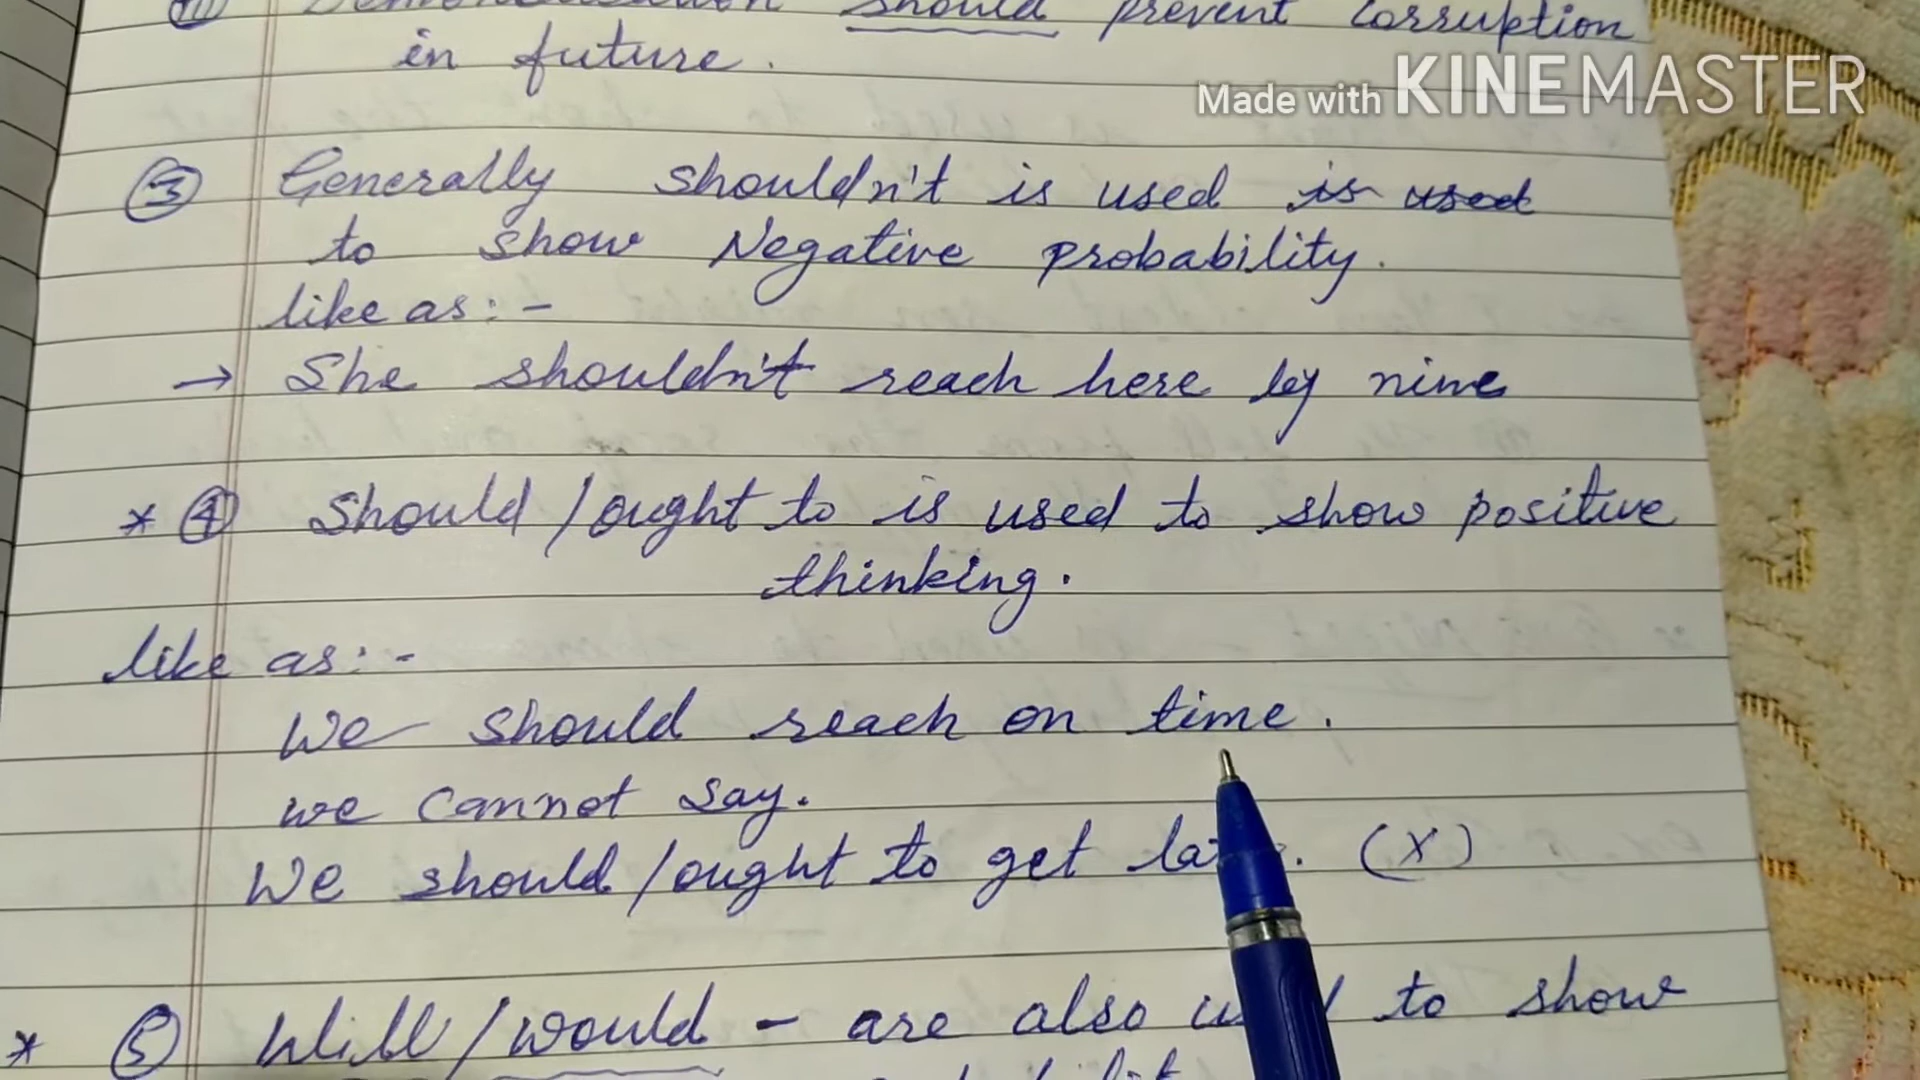 should prevent corruption
in future.
Made with KINEMASTER
③ Generally shouldn't is used is used
to show Negative probability.
like as:-
→ She shouldn't reach here by nine
* ④ Should/ought to is used to show positive
thinking.
like as:-
We should reach on time.
we cannot say.
We should/ought to get la. (X)
* ⑤ Will/would - are also to show